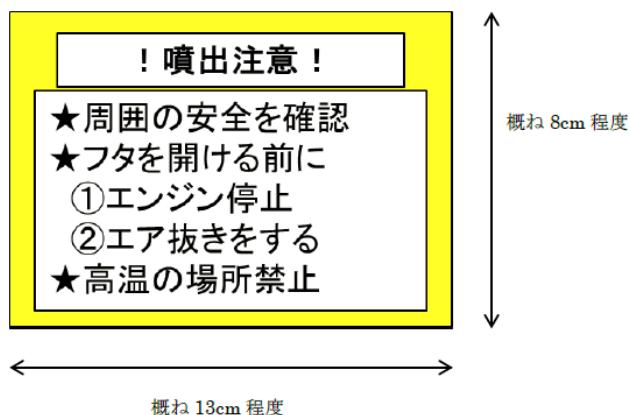 ！噴出注意！
★周囲の安全を確認
★フタを開ける前に
①エンジン停止
②エア抜きをする
★高温の場所禁止
概ね 8cm 程度
概ね 13cm 程度